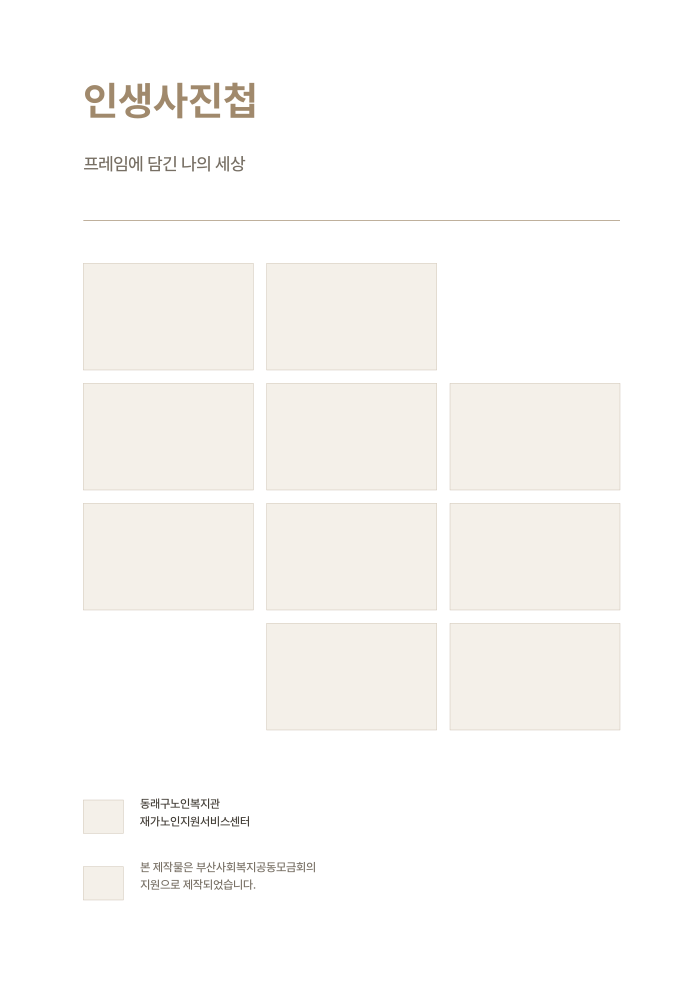 인생사진첩
프레임에 담긴 나의 세상
동래구노인복지관
재가노인지원서비스센터
본 제작물은 부산사회복지공동모금회의
지원으로 제작되었습니다.